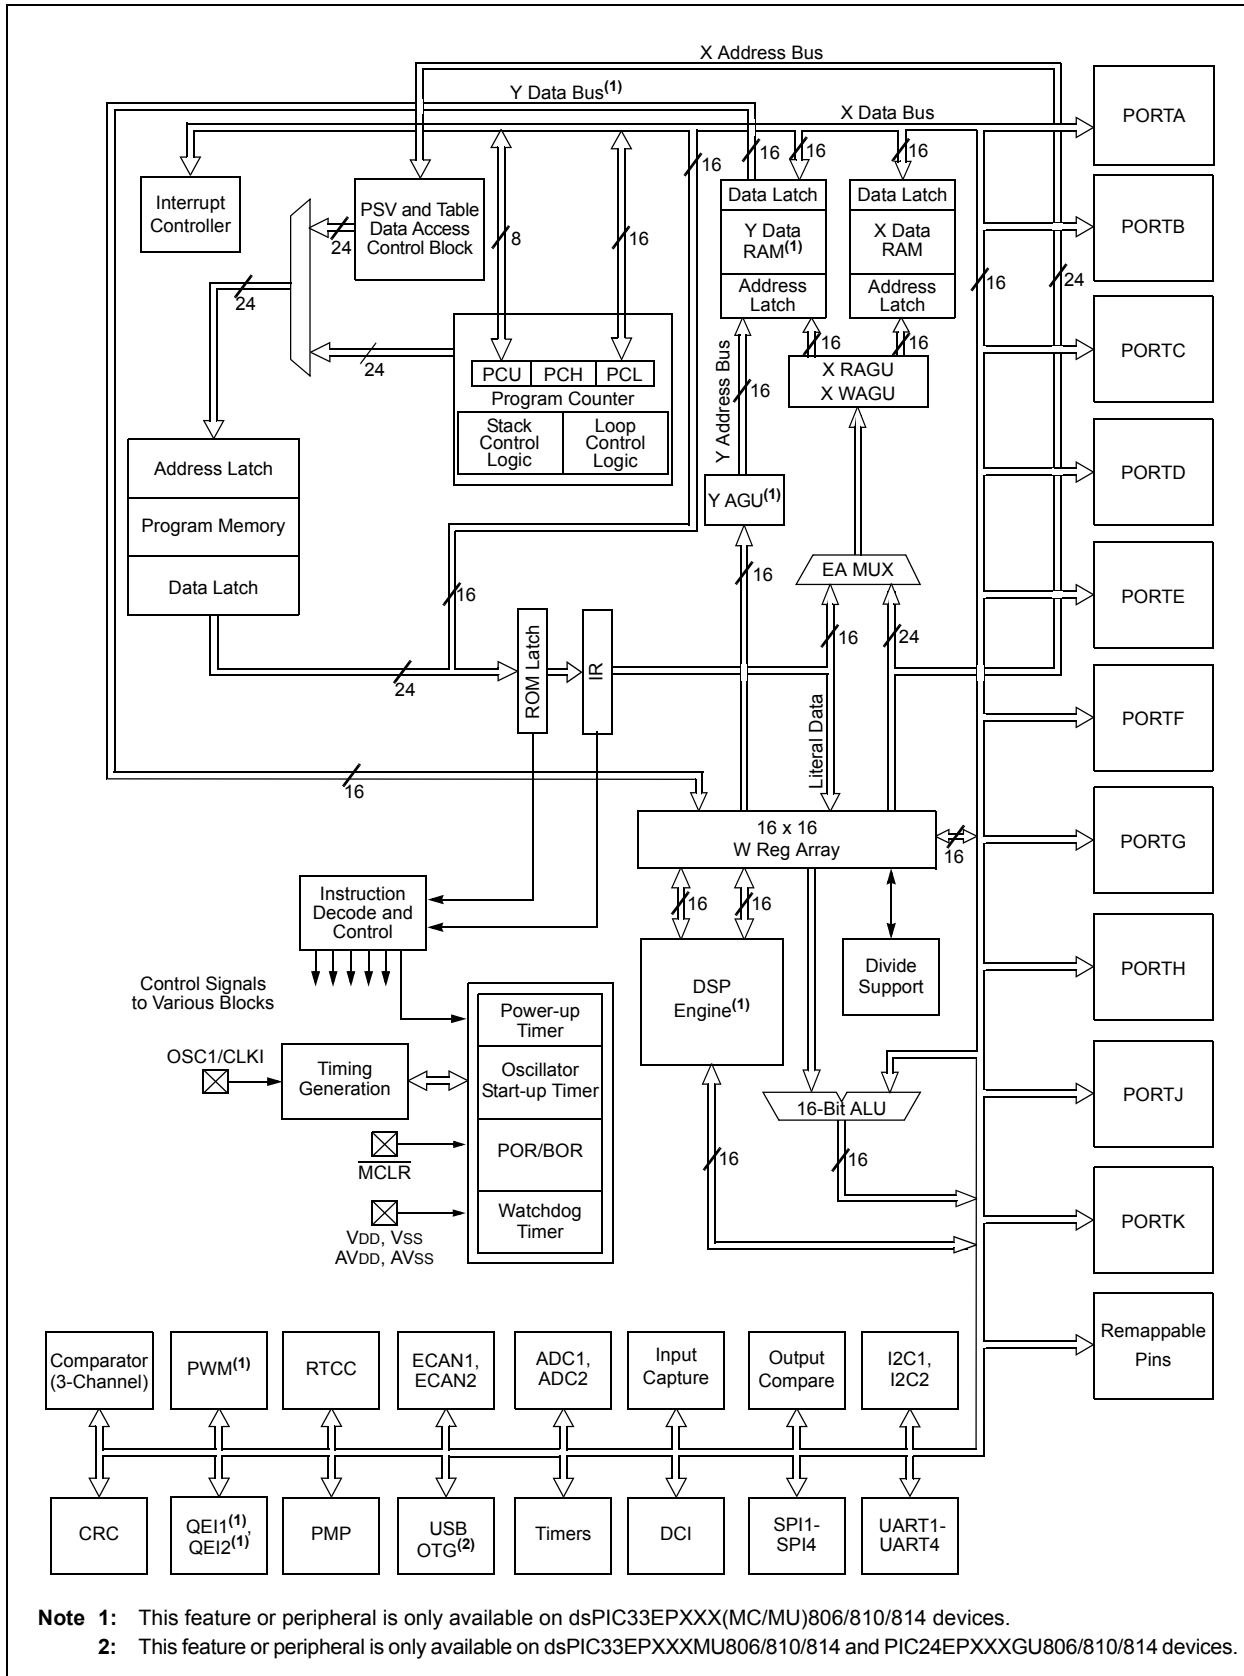 X Address Bus
Y Data Bus(1)
X Data Bus
PORTA
16
16
16
16
Interrupt
Controller
PSV and Table
Data Access
Control Block
24
8
16
Data Latch
Y Data
RAM(1)
Address
Latch
Data Latch
X Data
RAM
Address
Latch
PORTB
16
24
24
24
PCU
PCH
PCL
Program Counter
Stack
Control
Logic
Loop
Control
Logic
16
16
X RAGU
X WAGU
Y Address Bus
16
PORTC
Address Latch
Program Memory
Data Latch
Y AGU(1)
PORTD
16
EA MUX
16
16
24
PORTE
24
ROM Latch
IR
Literal Data
PORTF
16
16 x 16
W Reg Array
16
PORTG
Instruction
Decode and
Control
16
16
Control Signals
to Various Blocks
DSP
Engine(1)
Divide
Support
PORTH
Power-up
Timer
OSC1/CLKI
Timing
Generation
Oscillator
Start-up Timer
16-Bit ALU
PORTJ
MCLR
POR/BOR
16
16
Watchdog
Timer
VDD, VSS
AVDD, AVSS
PORTK
Remappable
Pins
Comparator
(3-Channel)
PWM(1)
RTCC
ECAN1,
ECAN2
ADC1,
ADC2
Input
Capture
Output
Compare
I2C1,
I2C2
CRC
QEI1(1),
QEI2(1)
PMP
USB
OTG(2)
Timers
DCI
SPI1-
SPI4
UART1-
UART4
Note 1: This feature or peripheral is only available on dsPIC33EPXXX(MC/MU)806/810/814 devices.
2: This feature or peripheral is only available on dsPIC33EPXXXMU806/810/814 and PIC24EPXXXGU806/810/814 devices.